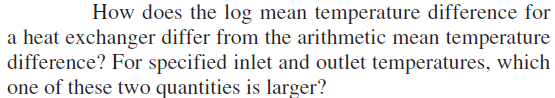 How does the log mean temperature difference for
a heat exchanger differ from the arithmetic mean temperature
difference? For specified inlet and outlet temperatures, which
one of these two quantities is larger?